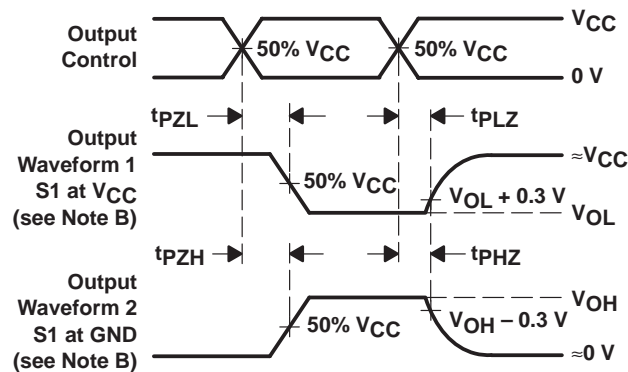 Output
Control
50% VCC
50% VCC
VCC
0 V
tPZL
tPLZ
Output
Waveform 1
S1 at VCC
(see Note B)
50% VCC
≈VCC
VOL + 0.3 V
VOL
tPZH
tPHZ
Output
Waveform 2
S1 at GND
(see Note B)
50% VCC
VOH
VOH − 0.3 V
≈0 V